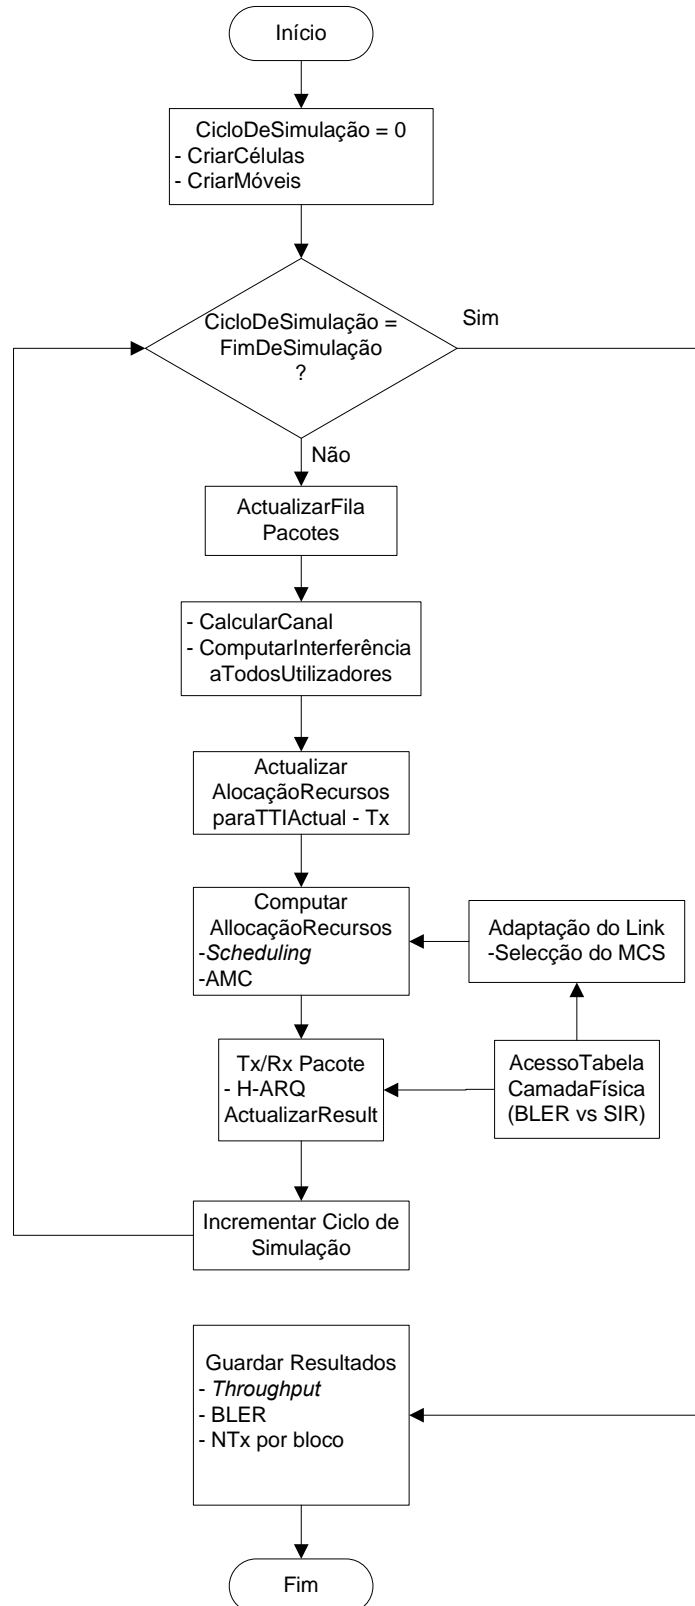 Início
CicloDeSimulação = 0
- CriarCélulas
- CriarMóveis
CicloDeSimulação =
FimDeSimulação
?
Sim
Não
ActualizarFila
Pacotes
- CalcularCanal
- ComputarInterferência
aTodosUtilizadores
Actualizar
AlocaçãoRecursos
paraTTIActual - Tx
Computar
AllocaçãoRecursos
-Scheduling
-AMC
Adaptação do Link
-Selecção do MCS
Tx/Rx Pacote
- H-ARQ
ActualizarResult
AcessoTabela
CamadaFísica
(BLER vs SIR)
Incrementar Ciclo de
Simulação
Guardar Resultados
- Throughput
- BLER
- NTx por bloco
Fim